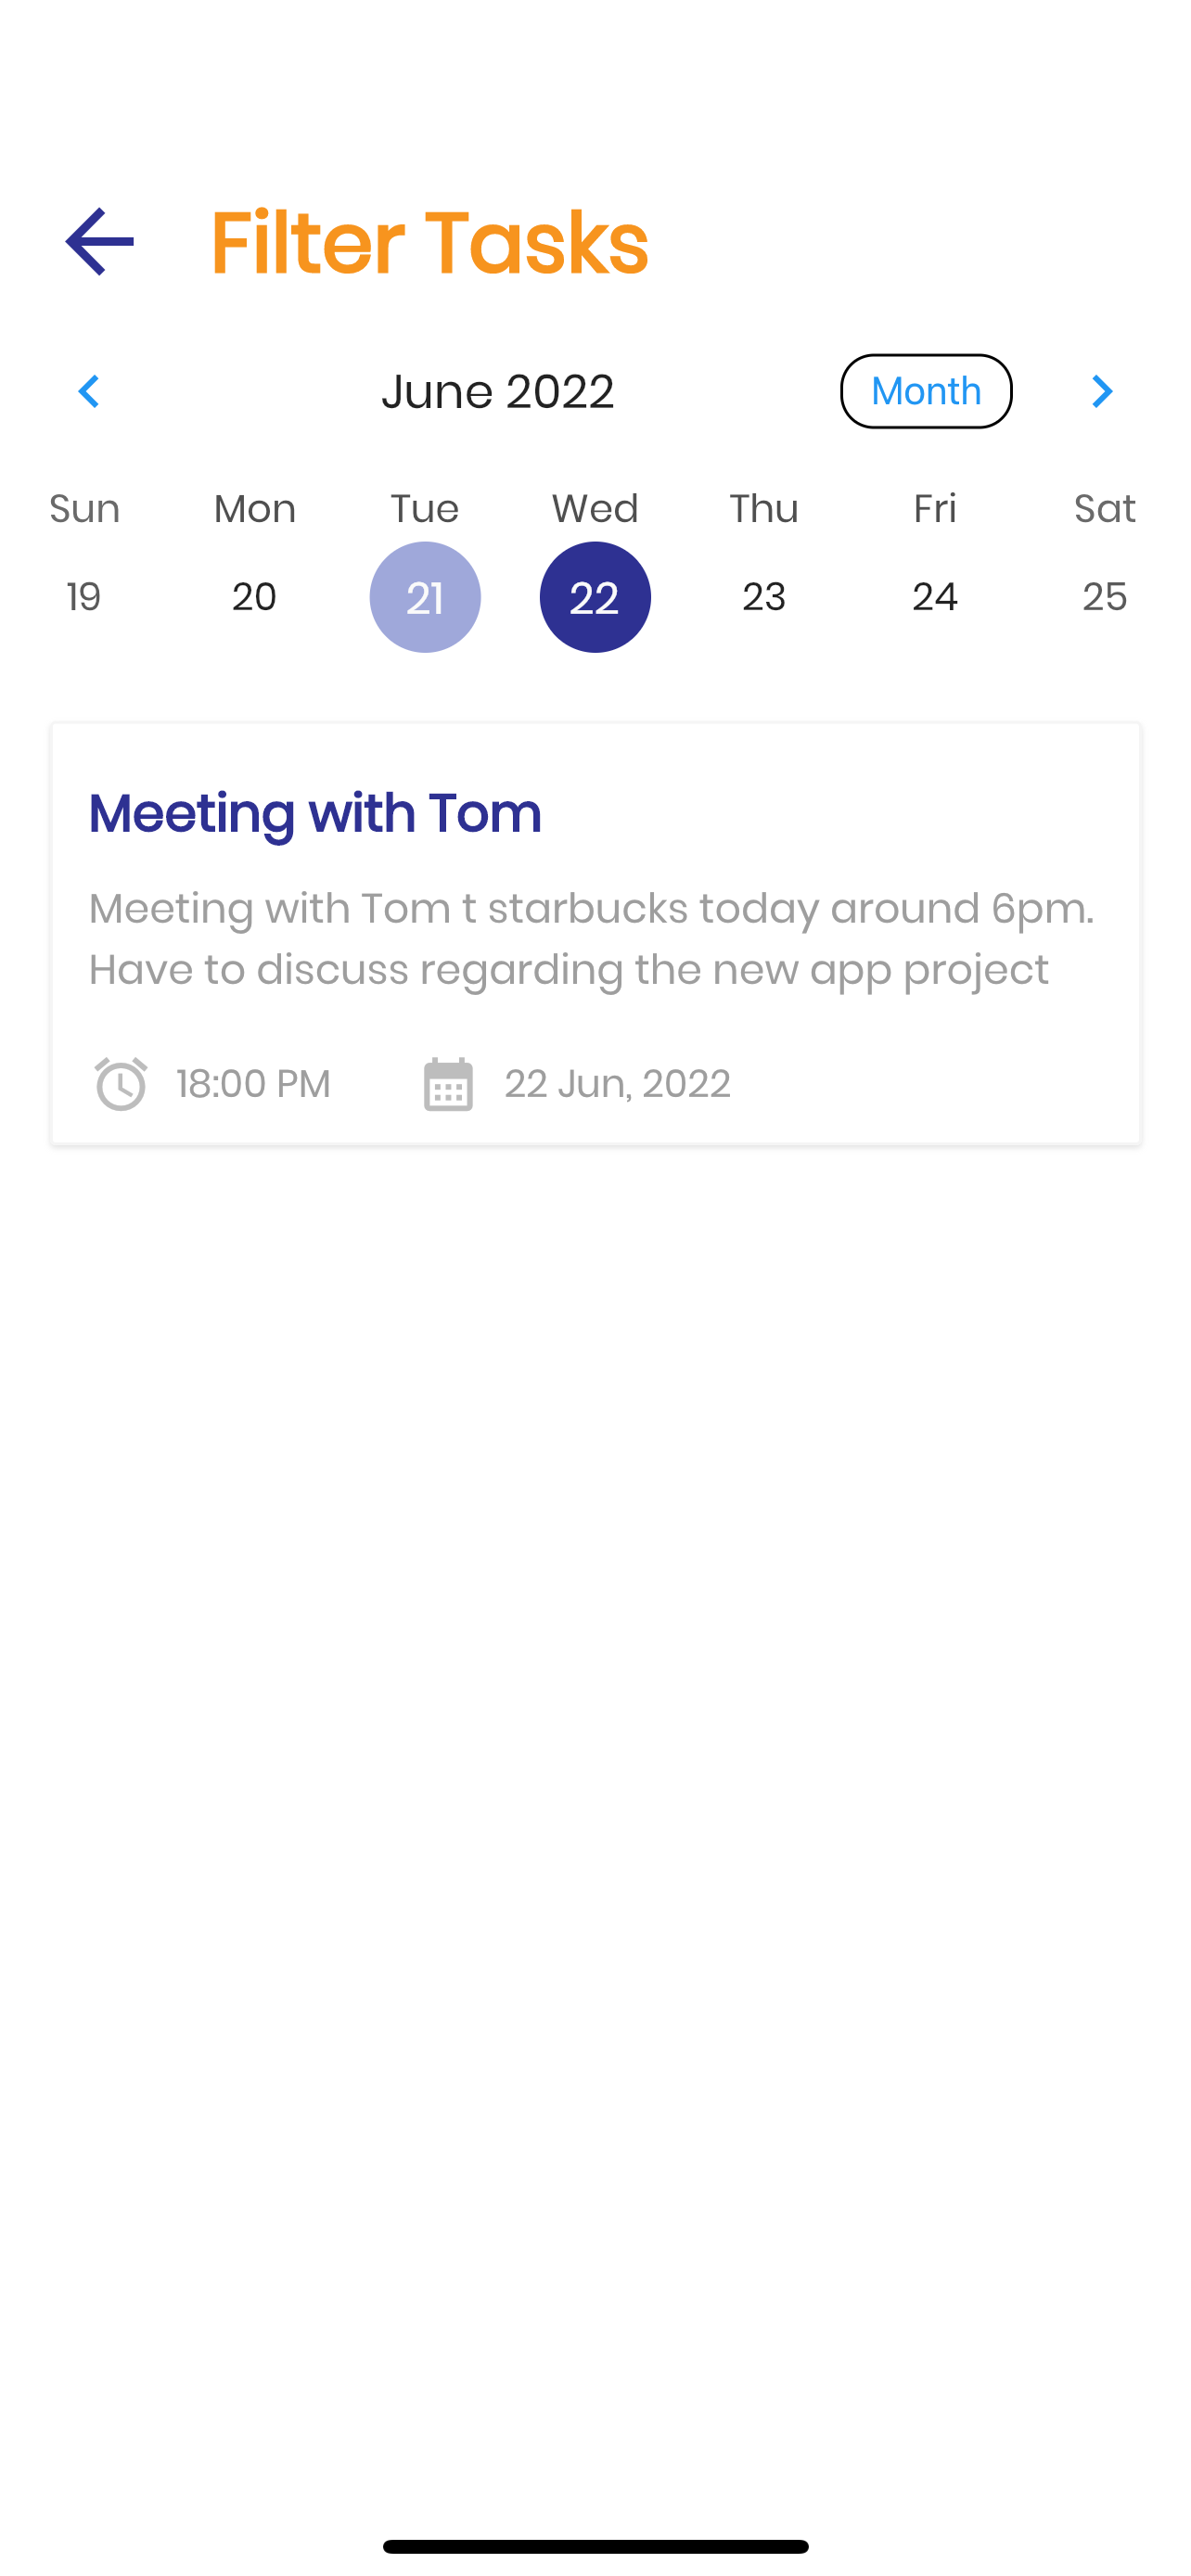 Filter Tasks
June 2022 Month
Sun Mon Tue Wed Thu Fri Sat
19 20 21 22 23 24 25
Meeting with Tom
Meeting with Tom t starbucks today around 6pm.
Have to discuss regarding the new app project
18:00 PM 22 Jun, 2022